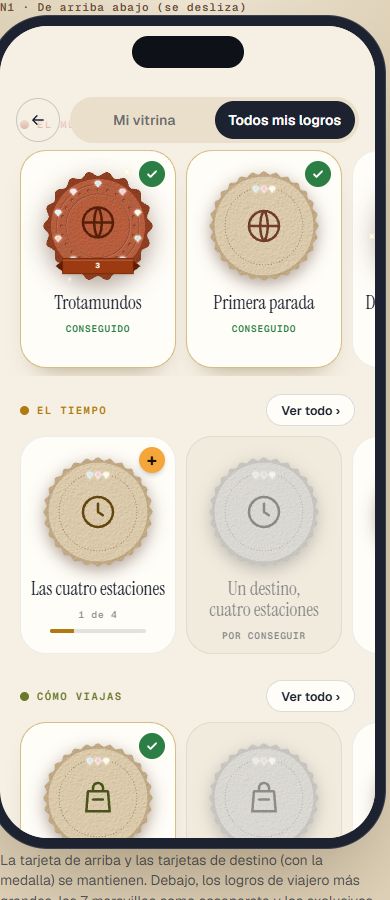 N1 · De arriba abajo (se desliza)
EL M
Mi vitrina
Todos mis logros
3
Trotamundos
CONSEGUIDO
Primera parada
CONSEGUIDO
D
EL TIEMPO
Ver todo ›
Las cuatro estaciones
1 de 4
Un destino,
cuatro estaciones
POR CONSEGUIR
CÓMO VIAJAS
Ver todo ›
La tarjeta de arriba y las tarjetas de destino (con la
medalla) se mantienen. Debajo, los logros de viajero más